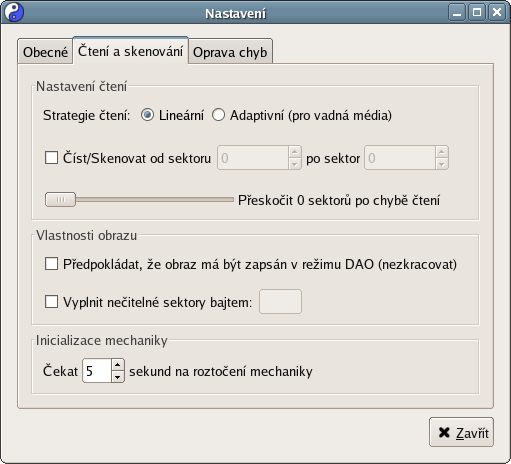 Nastavení
Obecné Čtení a skenování Oprava chyb
Nastavení čtení
Strategie čtení: Lineární Adaptivní (pro vadná média)
Číst/Skenovat od sektoru 0 po sektor 0
Přeskočit 0 sektorů po chybě čtení
Vlastnosti obrazu
Předpokládat, že obraz má být zapsán v režimu DAO (nezkracovat)
Vyplnit nečitelné sektory bajtem:
Inicializace mechaniky
Čekat 5 sekund na roztočení mechaniky
Zavřít